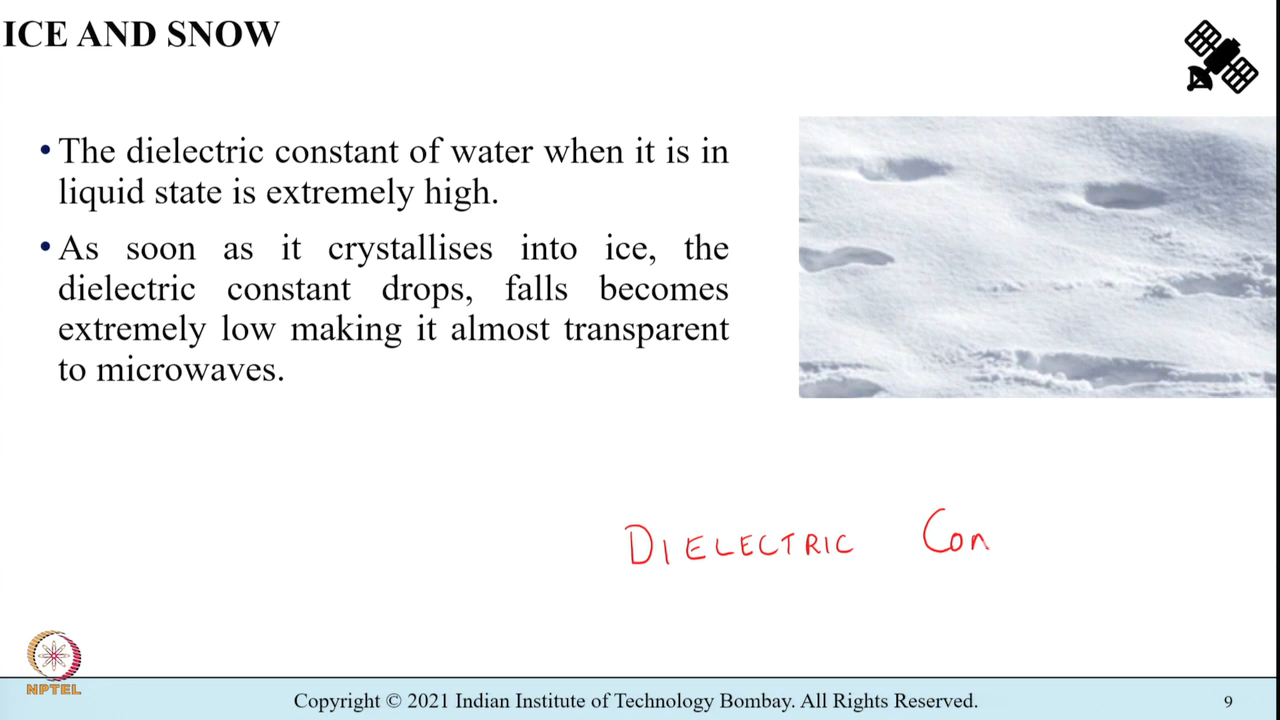 ICE AND SNOW
• The dielectric constant of water when it is in
liquid state is extremely high.
• As soon as it crystallises into ice, the
dielectric constant drops, falls becomes
extremely low making it almost transparent
to microwaves.
DIELECTRIC Con
NPTEL
Copyright © 2021 Indian Institute of Technology Bombay. All Rights Reserved.
9